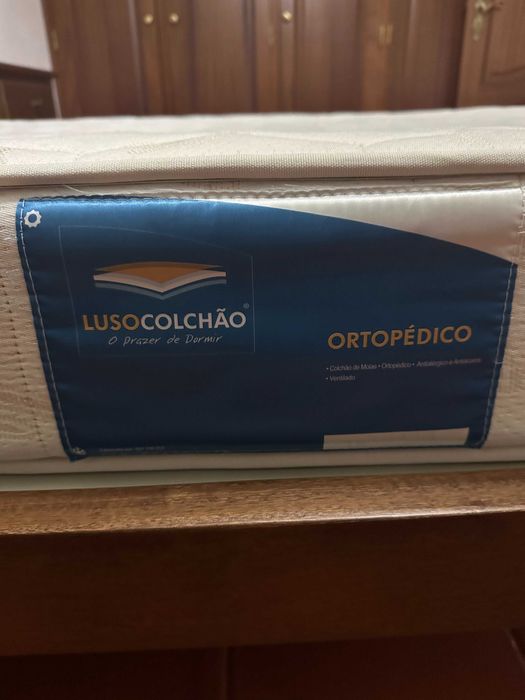 LUSOCOLCHÃO ®
O Prazer de Dormir
ORTOPÉDICO
• Colchão de Molas • Ortopédico • Antialérgico e Antiácaros
• Ventilado